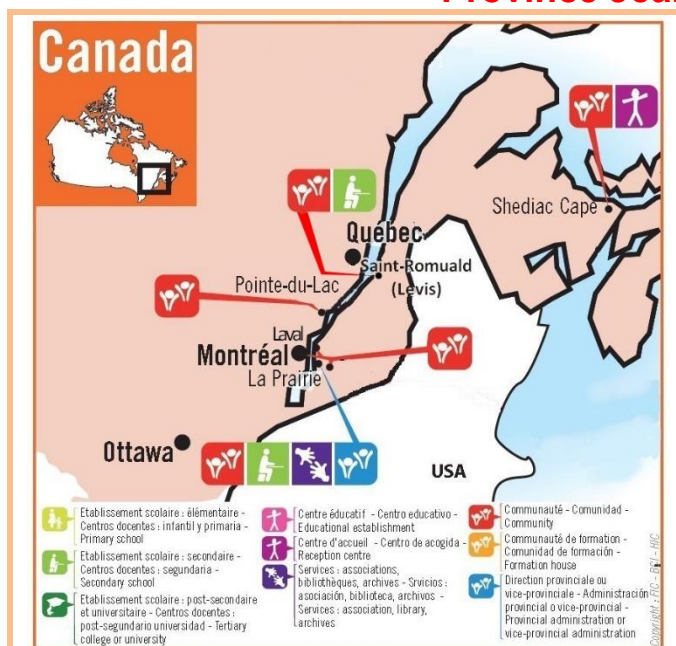 Canada
Shediac Cape
Québec
Saint-Romuald
(Levis)
Pointe-du-Lac
Laval
Montréal
La Prairie
Ottawa
USA
Etablissement scolaire : élémentaire -
Centros docentes : infantil y primaria -
Primary school
Etablissement scolaire : secondaire -
Centros docentes : segundaria -
Secondary school
Etablissement scolaire : post-secondaire
et universitaire - Centros docentes :
post-segundario universidad - Tertiary
college or university
Centre éducatif - Centro educativo -
Educational establishment
Centre d'accueil - Centro de acogida -
Reception centre
Services : associations,
bibliothèques, archives - Srvicios :
asociación, biblioteca, archivos -
Services : association, library,
archives
Communauté - Comunidad -
Community
Communauté de formation -
Comunidad de formación -
Formation house
Direction provinciale ou
vice-provinciale - Administración
provincial o vice-provincial -
Provincial administration or
vice-provincial administration
Copyright - FIC - BCI - HIC